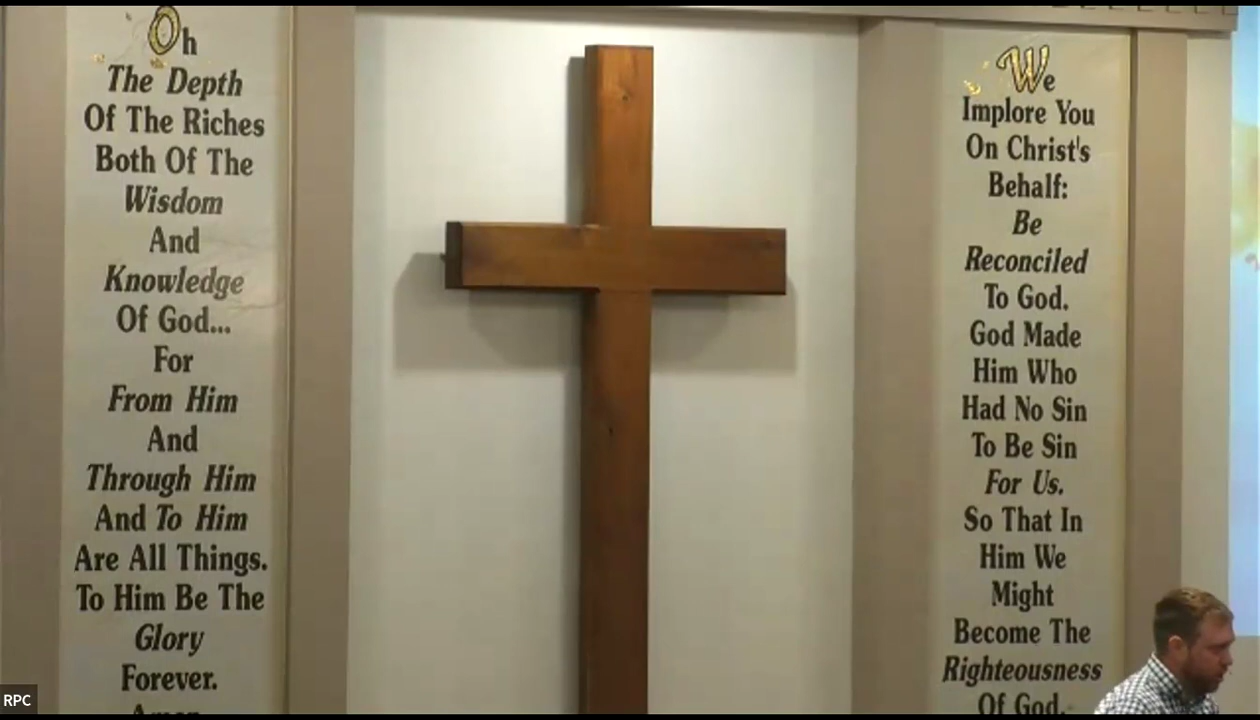 Oh
The Depth
Of The Riches
Both Of The
Wisdom
And
Knowledge
Of God...
For
From Him
And
Through Him
And To Him
Are All Things.
To Him Be The
Glory
Forever.
Amen.
We
Implore You
On Christ's
Behalf:
Be
Reconciled
To God.
God Made
Him Who
Had No Sin
To Be Sin
For Us.
So That In
Him We
Might
Become The
Righteousness
Of God.
RPC